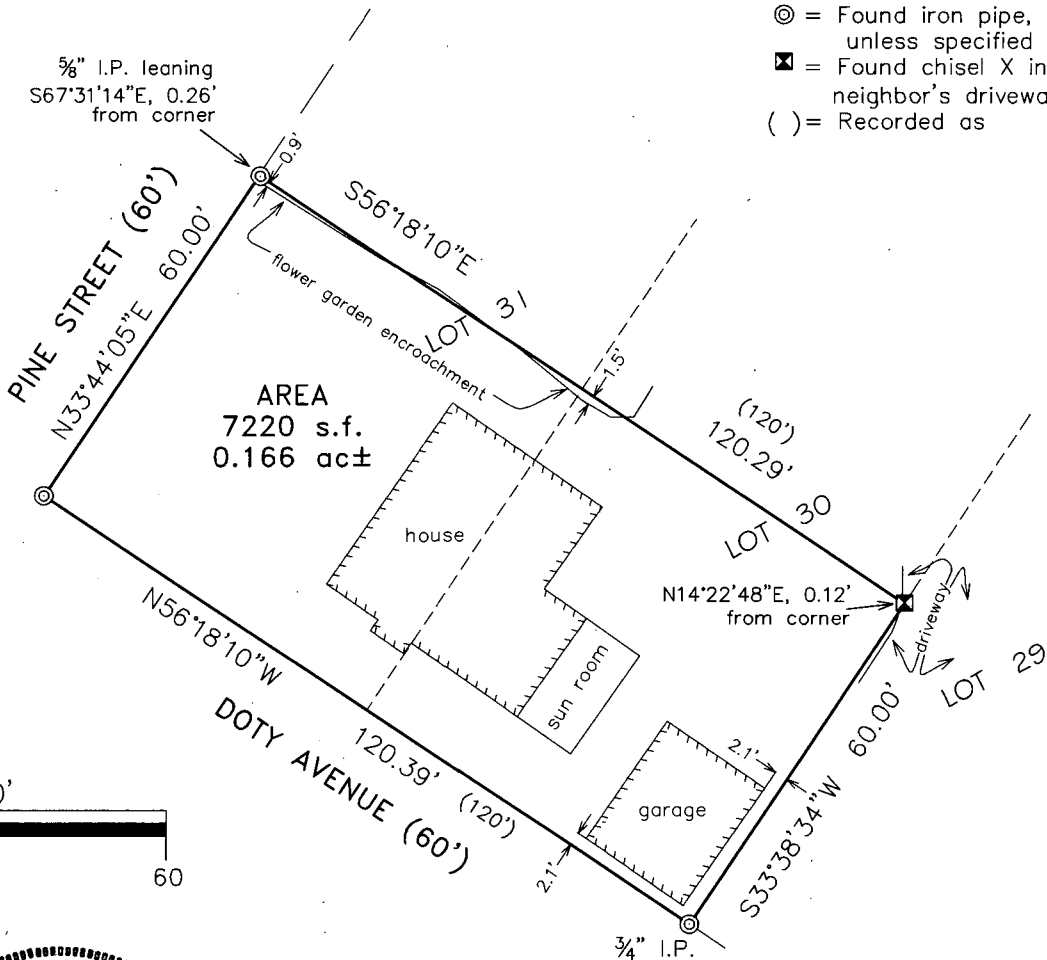 ◎ = Found iron pipe,
unless specified
= Found chisel X in
neighbor's drivewa
( ) = Recorded as
⅝" I.P. leaning
S67°31'14"E, 0.26'
from corner
0.9'
PINE STREET (60')
N33°44'05"E 60.00'
S56°18'10"E
flower garden encroachment
LOT 31
1.5'
AREA
7220 s.f.
0.166 ac±
(120')
120.29'
LOT 30
house
N14°22'48"E, 0.12'
from corner
driveway
LOT 29
N56°18'10"W
sun room
DOTY AVENUE (60')
120.39' (120')
2.1'
garage
2.1'
S33°38'34"W 60.00'
0'
60
¾" I.P.